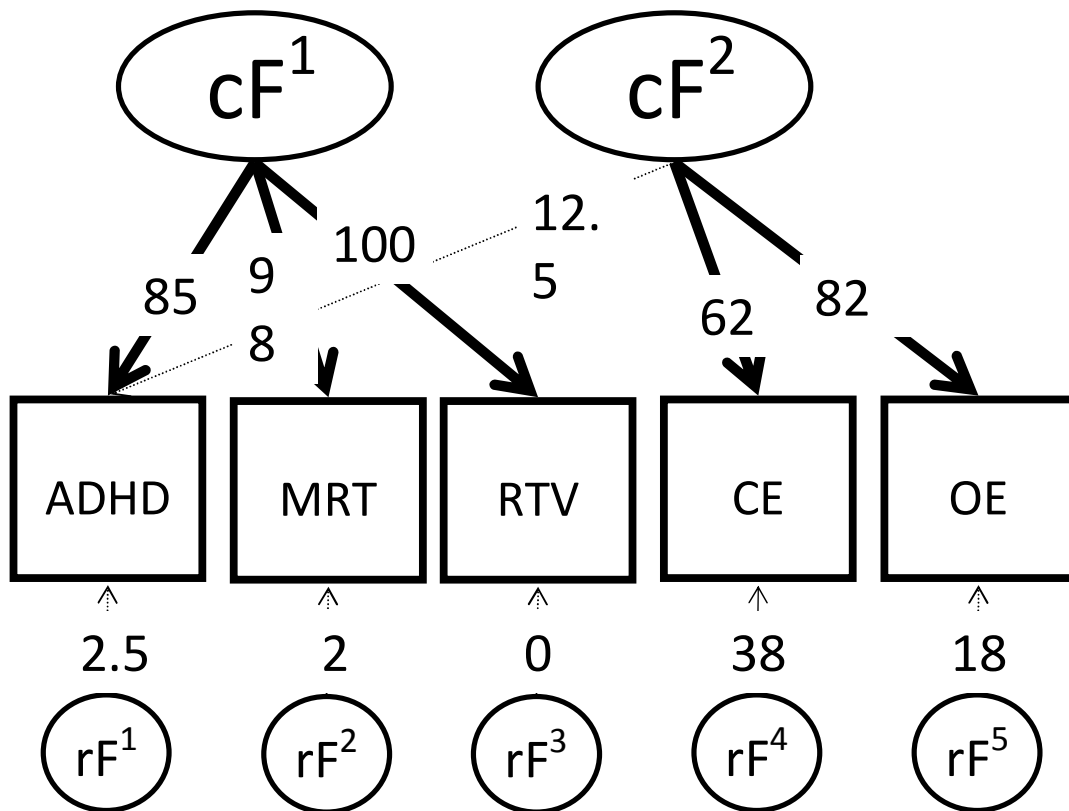 cF¹
cF²
12.
5
100
9
8
85
62
82
ADHD
MRT
RTV
CE
OE
2.5
2
0
38
18
rF¹
rF²
rF³
rF⁴
rF⁵